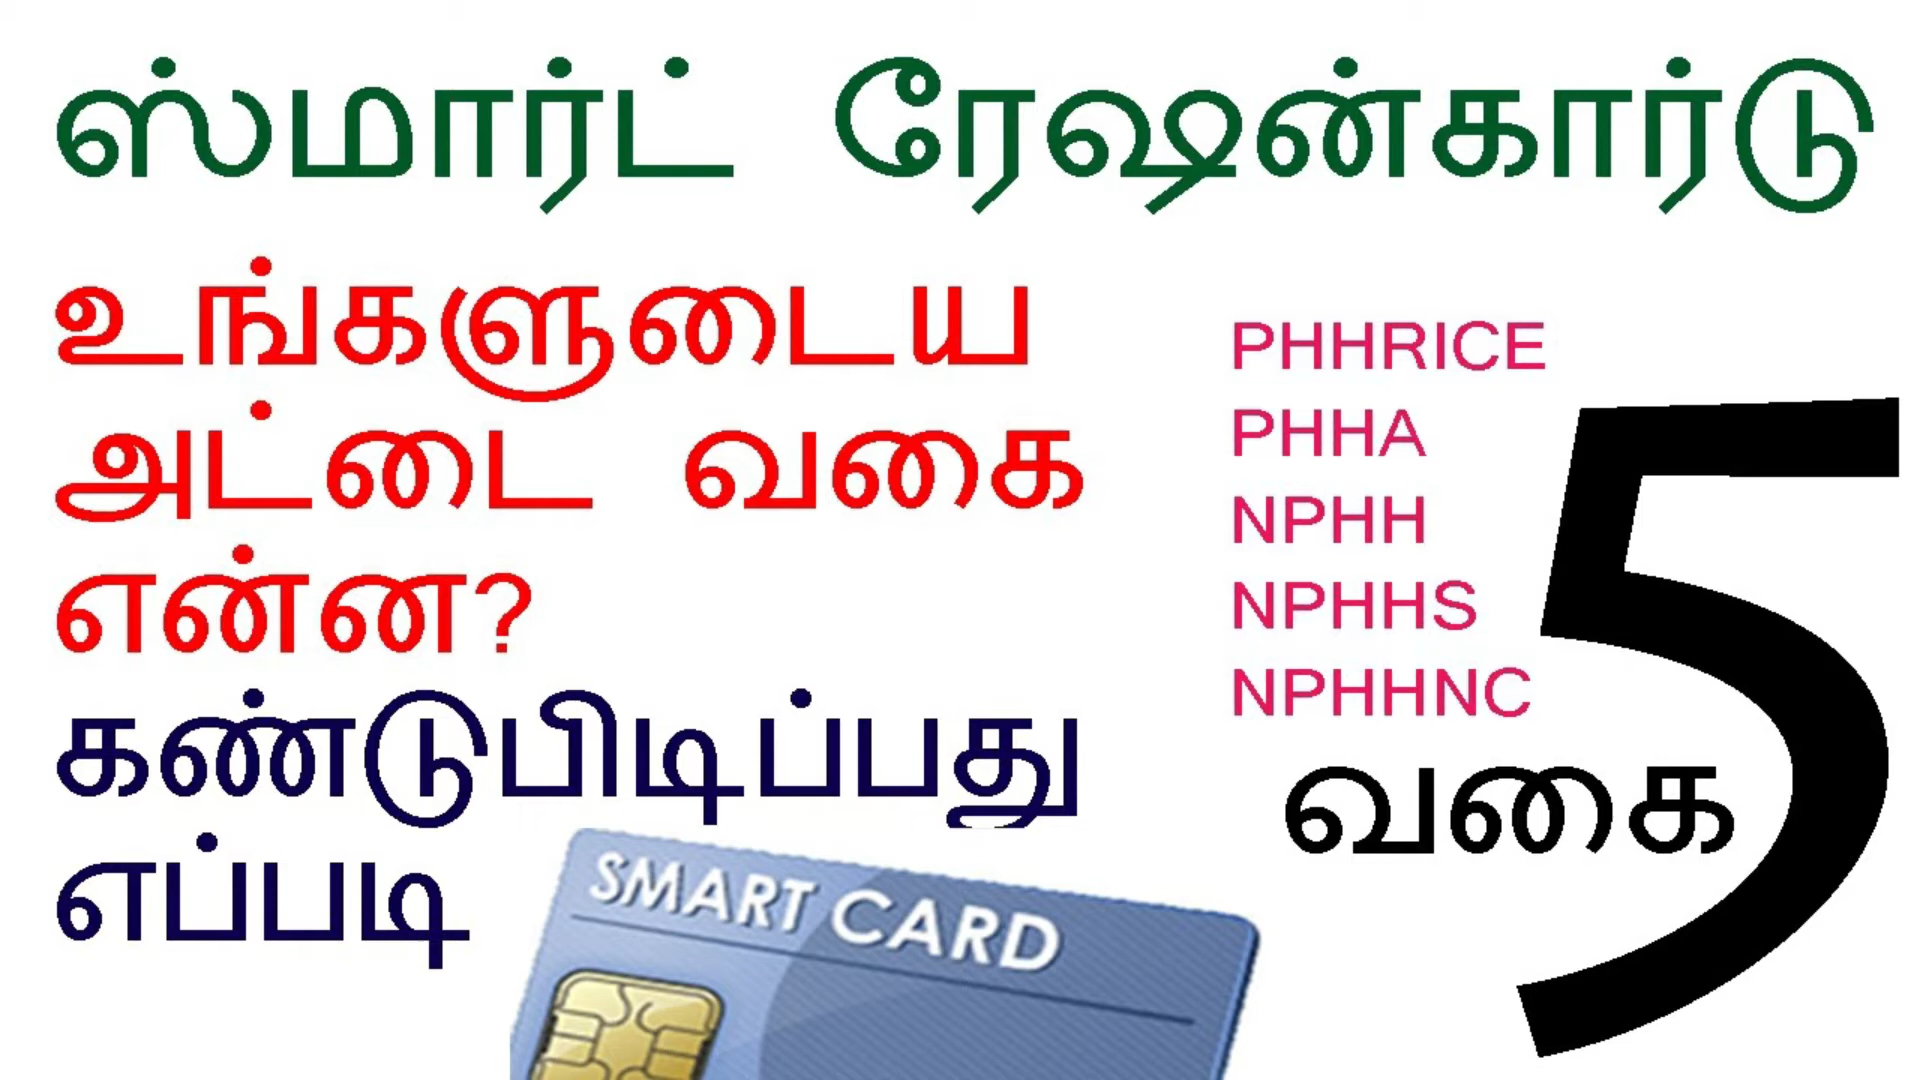 ஸ்மார்ட் ரேஷன்கார்டு
உங்களுடைய
அட்டை வகை
என்ன?
கண்டுபிடிப்பது
எப்படி
PHHRICE
PHHA
NPHH
NPHHS
NPHHNC
5
வகை
SMART CARD